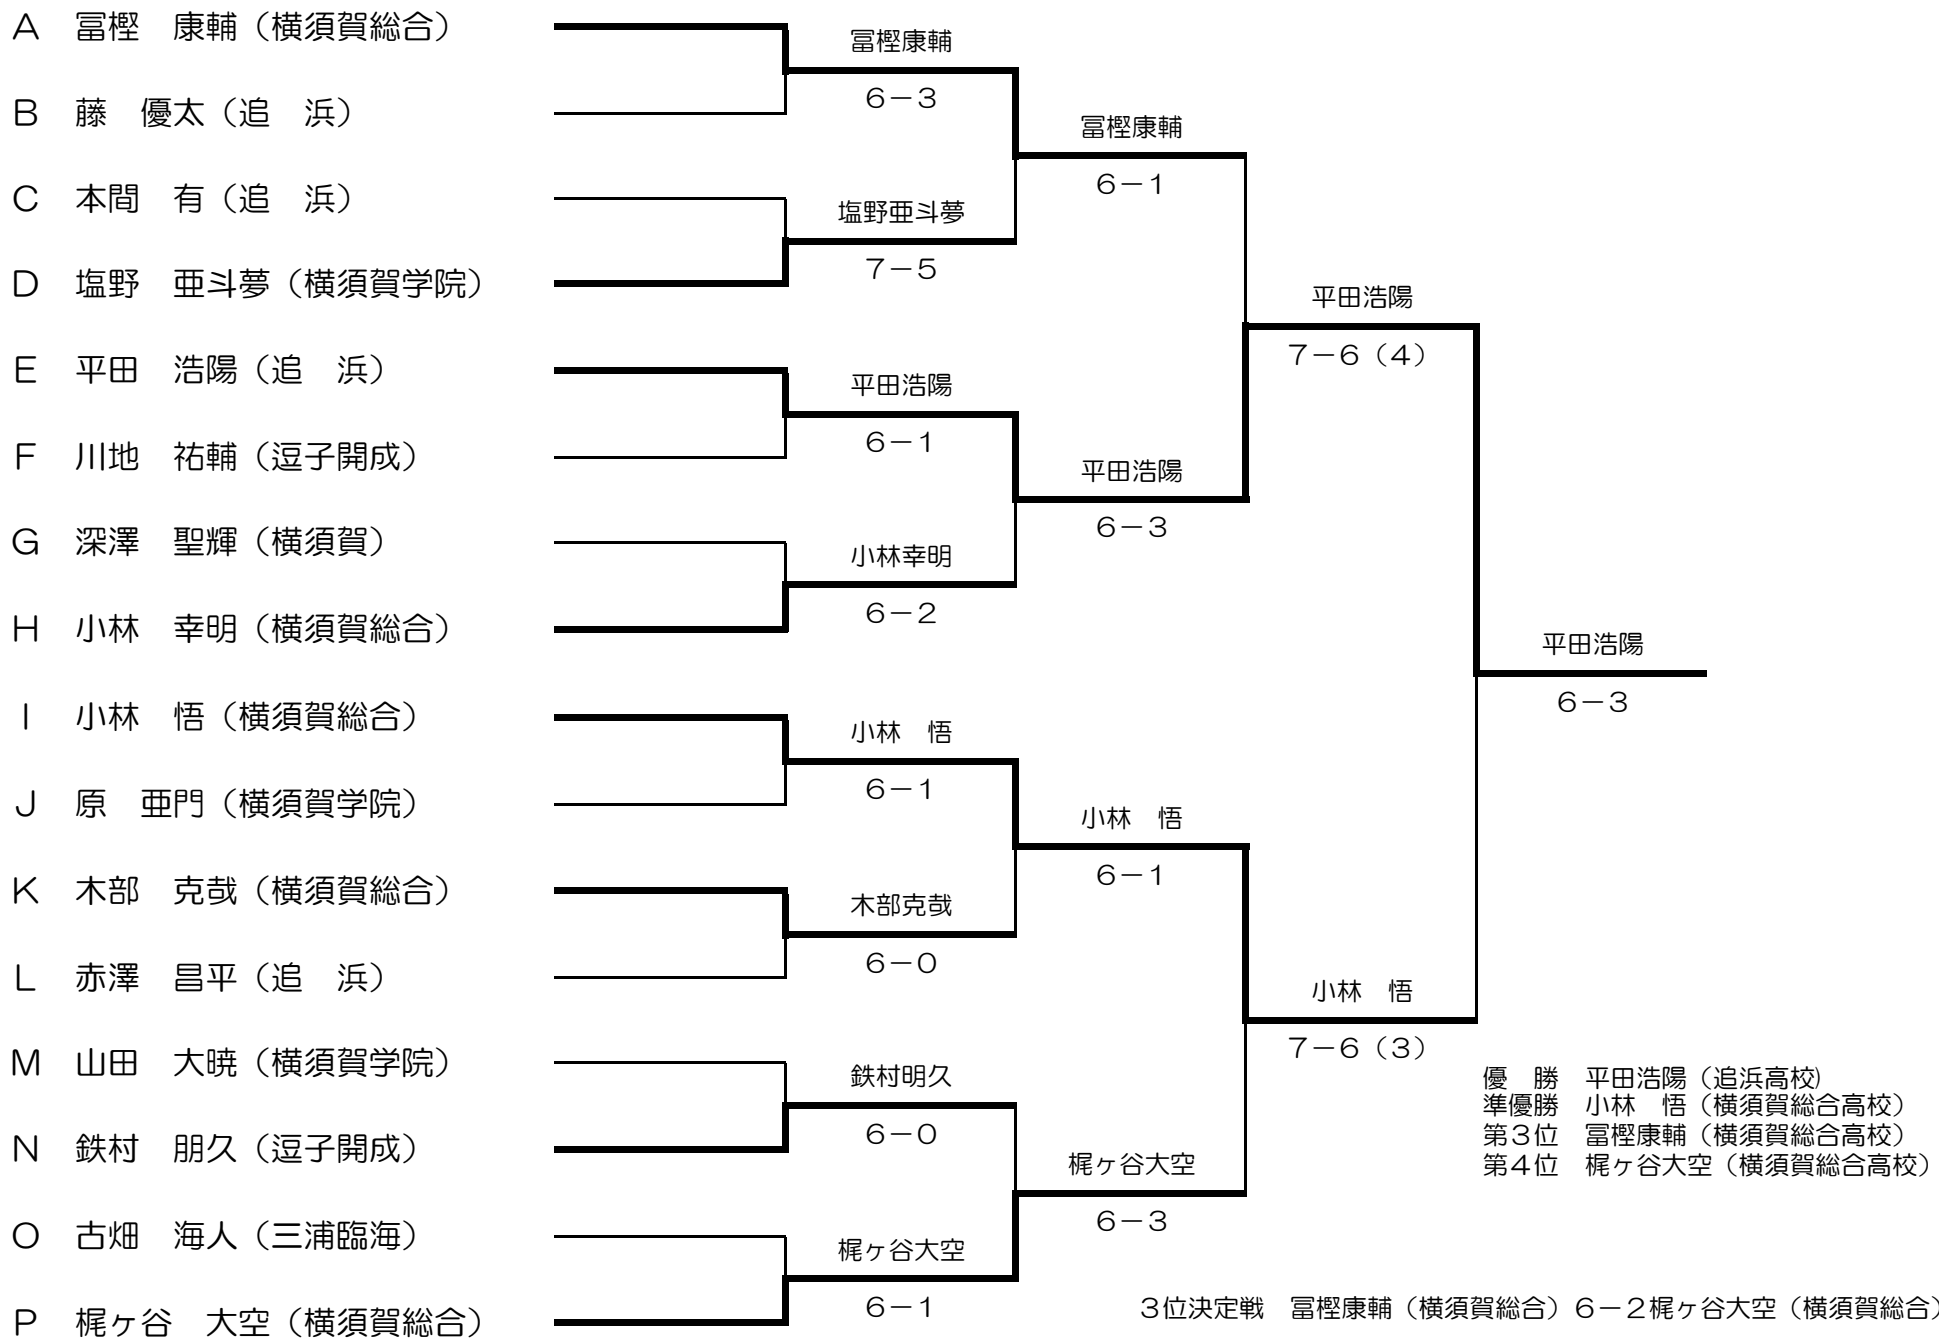 A 冨樫 康輔（横須賀総合）
B 藤 優太（追 浜）
C 本間 有（追 浜）
D 塩野 亜斗夢（横須賀学院）
E 平田 浩陽（追 浜）
F 川地 祐輔（逗子開成）
G 深澤 聖輝（横須賀）
H 小林 幸明（横須賀総合）
I 小林 悟（横須賀総合）
J 原 亜門（横須賀学院）
K 木部 克哉（横須賀総合）
L 赤澤 昌平（追 浜）
M 山田 大暁（横須賀学院）
N 鉄村 朋久（逗子開成）
O 古畑 海人（三浦臨海）
P 梶ヶ谷 大空（横須賀総合）
冨樫康輔
6－3
塩野亜斗夢
7－5
平田浩陽
6－1
小林幸明
6－2
小林 悟
6－1
木部克哉
6－0
鉄村明久
6－0
梶ヶ谷大空
6－1
冨樫康輔
6－1
平田浩陽
6－3
小林 悟
6－1
梶ヶ谷大空
6－3
平田浩陽
7－6（4）
小林 悟
7－6（3）
平田浩陽
6－3
優 勝 平田浩陽（追浜高校）
準優勝 小林 悟（横須賀総合高校）
第3位 冨樫康輔（横須賀総合高校）
第4位 梶ヶ谷大空（横須賀総合高校）
3位決定戦 冨樫康輔（横須賀総合）6－2梶ヶ谷大空（横須賀総合）